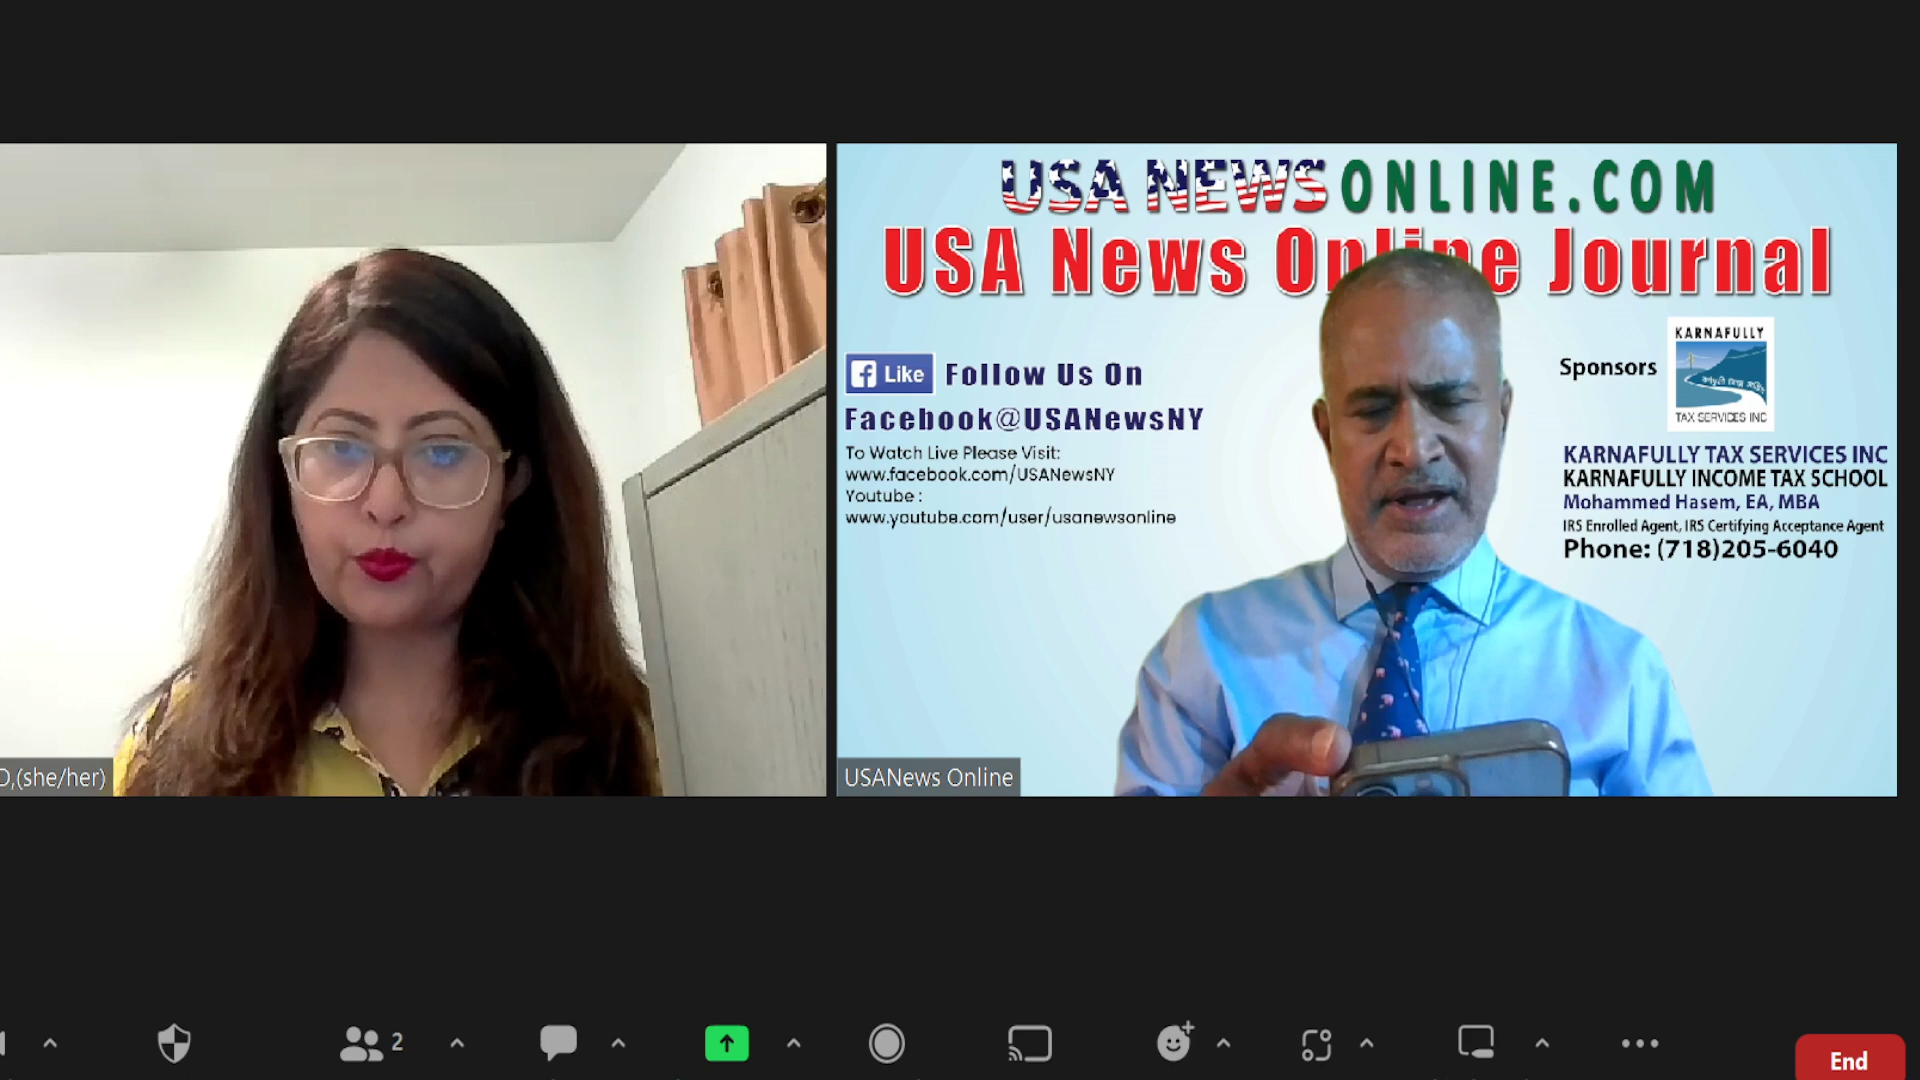 USA NEWS ONLINE.COM
USA News Online Journal
Like Follow Us On
Facebook@USANewsNY
To Watch Live Please Visit:
www.facebook.com/USANewsNY
Youtube :
www.youtube.com/user/usanewsonline
Sponsors
KARNAFULLY
TAX SERVICES INC
KARNAFULLY TAX SERVICES INC
KARNAFULLY INCOME TAX SCHOOL
Mohammed Hasem, EA, MBA
IRS Enrolled Agent, IRS Certifying Acceptance Agent
Phone: (718)205-6040
D,(she/her)
USANews Online
2
End